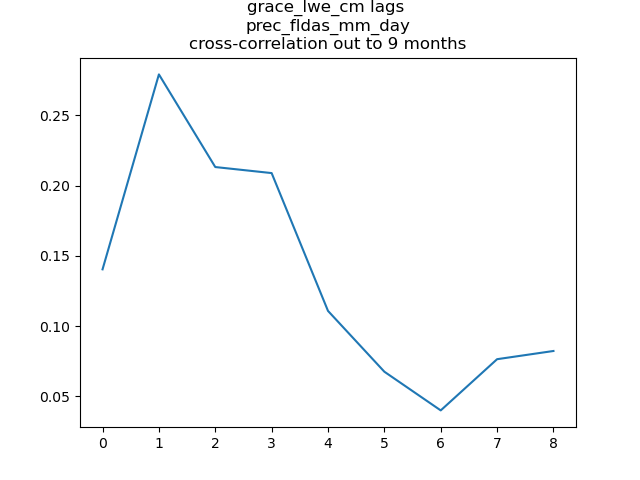 grace_lwe_cm lags
prec_fldas_mm_day
cross-correlation out to 9 months
0.25
0.20
0.15
0.10
0.05
0 1 2 3 4 5 6 7 8